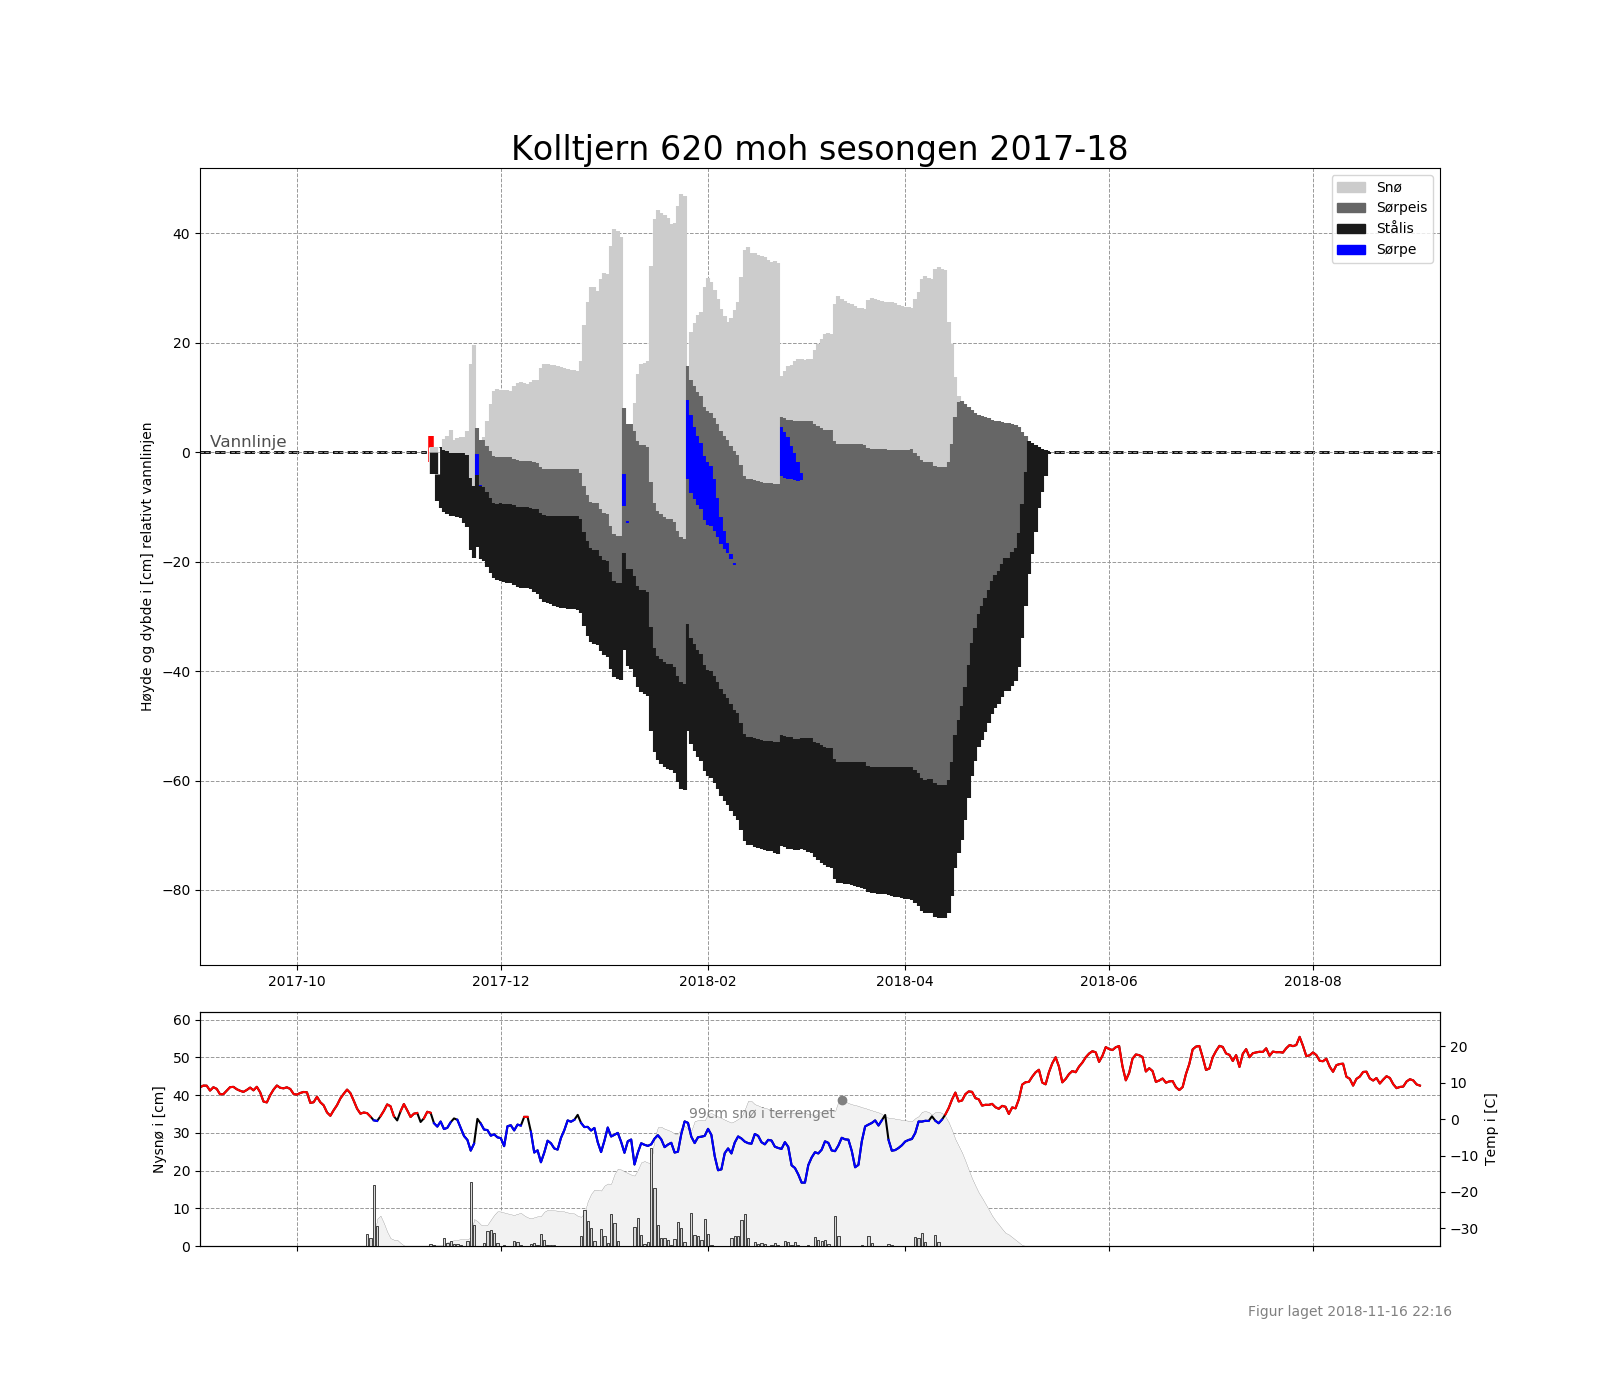 Kolltjern 620 moh sesongen 2017-18
Snø
Sørpeis
Stålis
Sørpe
Vannlinje
Høyde og dybde i [cm] relativt vannlinjen
40
20
0
−20
−40
−60
−80
2017-10 2017-12 2018-02 2018-04 2018-06 2018-08
Nysnø i [cm]
60
50
40
30
20
10
0
99cm snø i terrenget
20
10
0
−10
−20
−30
Temp i [C]
Figur laget 2018-11-16 22:16